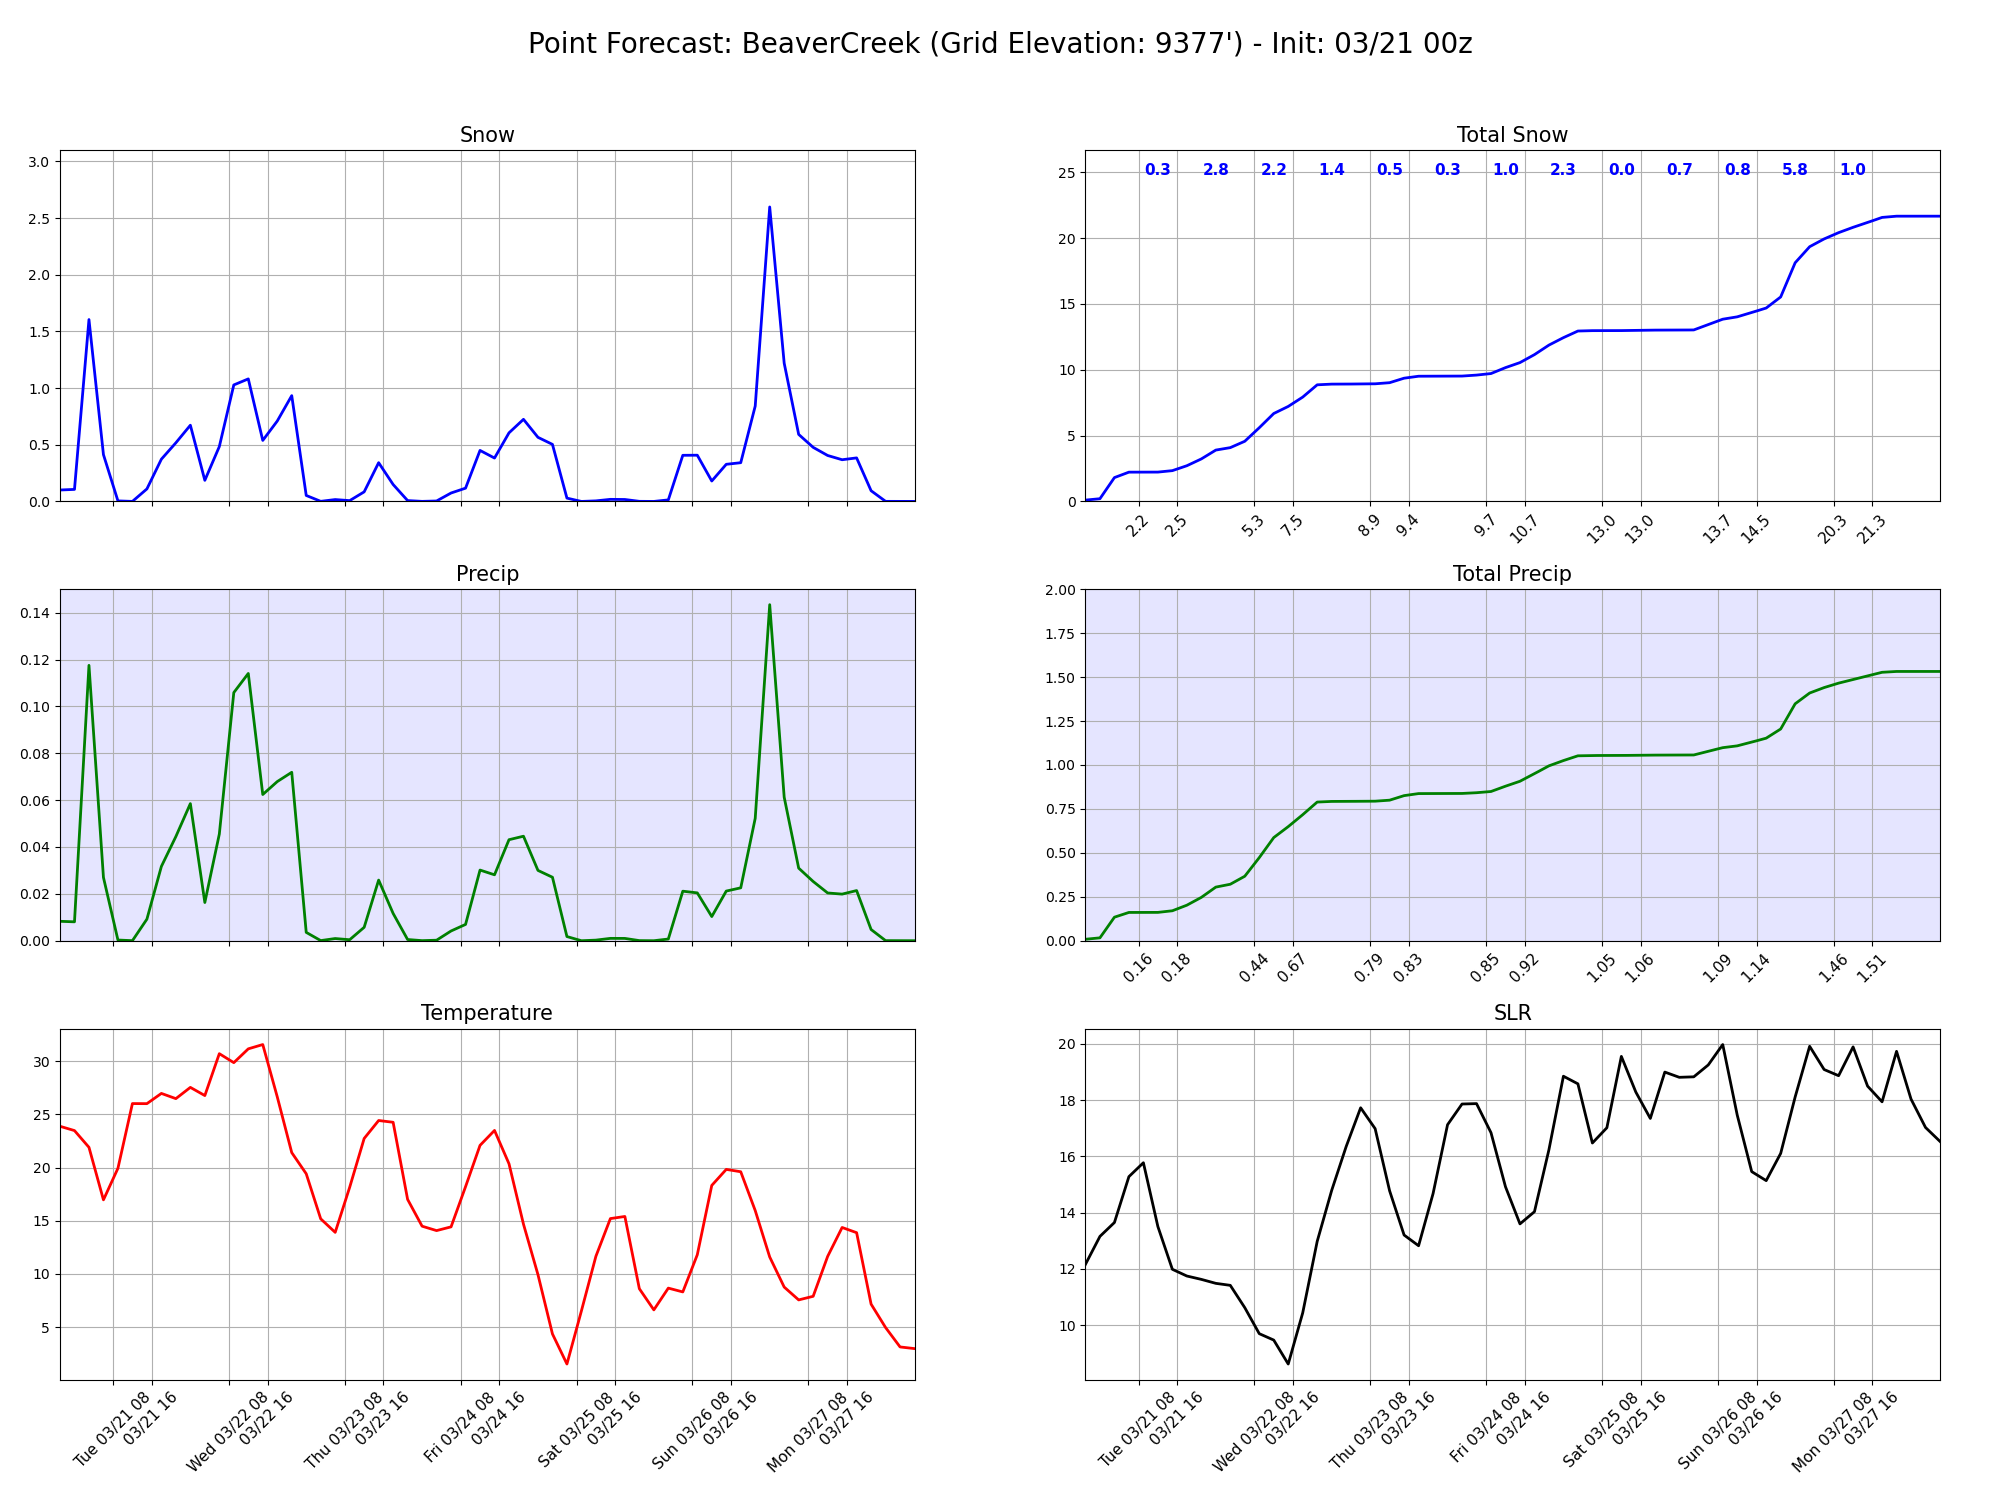 Point Forecast: BeaverCreek (Grid Elevation: 9377') - Init: 03/21 00z
Snow
3.0
2.5
2.0
1.5
1.0
0.5
0.0
Total Snow
0.3 2.8 2.2 1.4 0.5 0.3 1.0 2.3 0.0 0.7 0.8 5.8 1.0
25
20
15
10
5
0
2.2 2.5 5.3 7.5 8.9 9.4 9.7 10.7 13.0 13.0 13.7 14.5 20.3 21.3
Precip
0.14
0.12
0.10
0.08
0.06
0.04
0.02
0.00
Total Precip
2.00
1.75
1.50
1.25
1.00
0.75
0.50
0.25
0.00
0.16 0.18 0.44 0.67 0.79 0.83 0.85 0.92 1.05 1.06 1.09 1.14 1.46 1.51
Temperature
30
25
20
15
10
5
Tue 03/21 08
03/21 16
Wed 03/22 08
03/22 16
Thu 03/23 08
03/23 16
Fri 03/24 08
03/24 16
Sat 03/25 08
03/25 16
Sun 03/26 08
03/26 16
Mon 03/27 08
03/27 16
SLR
20
18
16
14
12
10
Tue 03/21 08
03/21 16
Wed 03/22 08
03/22 16
Thu 03/23 08
03/23 16
Fri 03/24 08
03/24 16
Sat 03/25 08
03/25 16
Sun 03/26 08
03/26 16
Mon 03/27 08
03/27 16